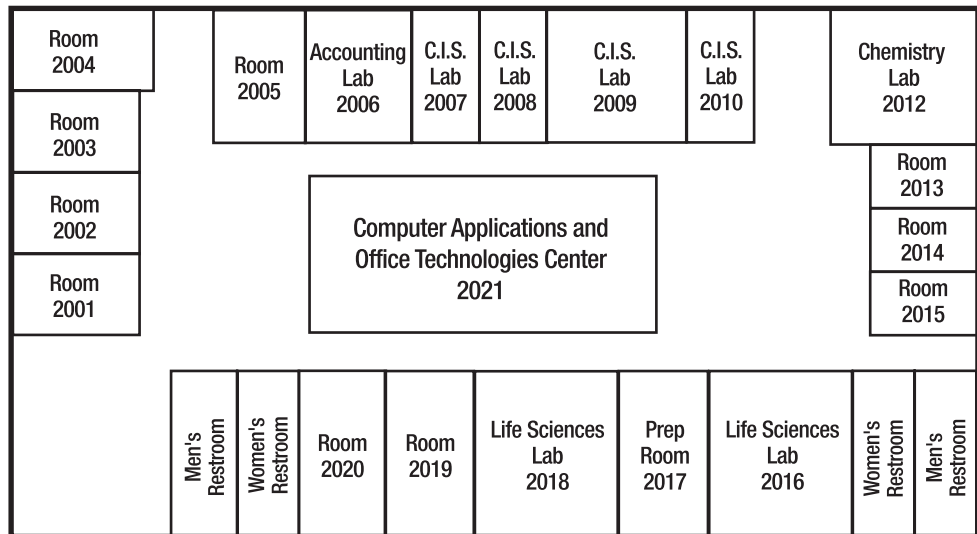 Room
2004
Room
2005
Accounting
Lab
2006
C.I.S.
Lab
2007
C.I.S.
Lab
2008
C.I.S.
Lab
2009
C.I.S.
Lab
2010
Chemistry
Lab
2012
Room
2003
Room
2002
Room
2001
Computer Applications and
Office Technologies Center
2021
Room
2013
Room
2014
Room
2015
Men's
Restroom
Women's
Restroom
Room
2020
Room
2019
Life Sciences
Lab
2018
Prep
Room
2017
Life Sciences
Lab
2016
Women's
Restroom
Men's
Restroom